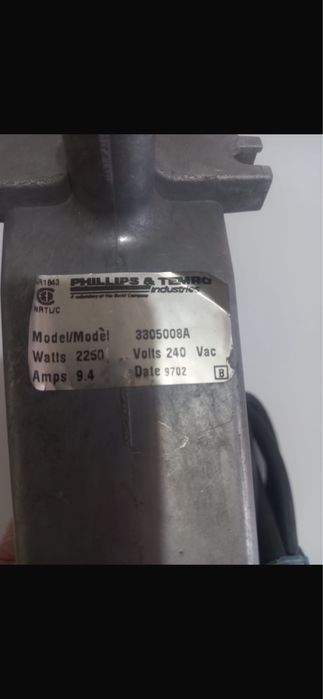 LR1643
PHILLIPS & TEMRO
Industries
A subsidiary of The Budd Company
NRTL/C
Model/Modèl 3305008A
Watts 2250 Volts 240 Vac
Amps 9.4 Date 9702 B